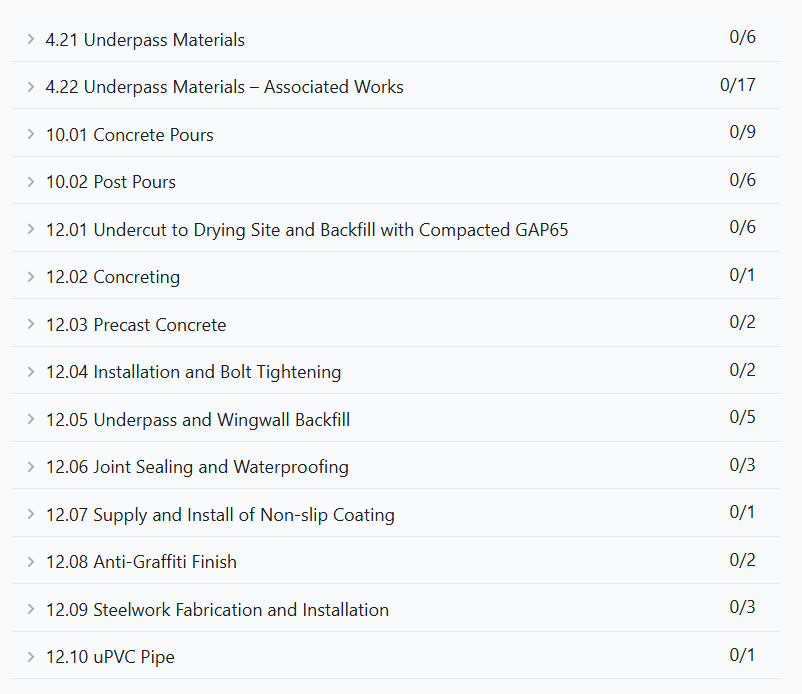 4.21 Underpass Materials 0/6
4.22 Underpass Materials – Associated Works 0/17
10.01 Concrete Pours 0/9
10.02 Post Pours 0/6
12.01 Undercut to Drying Site and Backfill with Compacted GAP65 0/6
12.02 Concreting 0/1
12.03 Precast Concrete 0/2
12.04 Installation and Bolt Tightening 0/2
12.05 Underpass and Wingwall Backfill 0/5
12.06 Joint Sealing and Waterproofing 0/3
12.07 Supply and Install of Non-slip Coating 0/1
12.08 Anti-Graffiti Finish 0/2
12.09 Steelwork Fabrication and Installation 0/3
12.10 uPVC Pipe 0/1